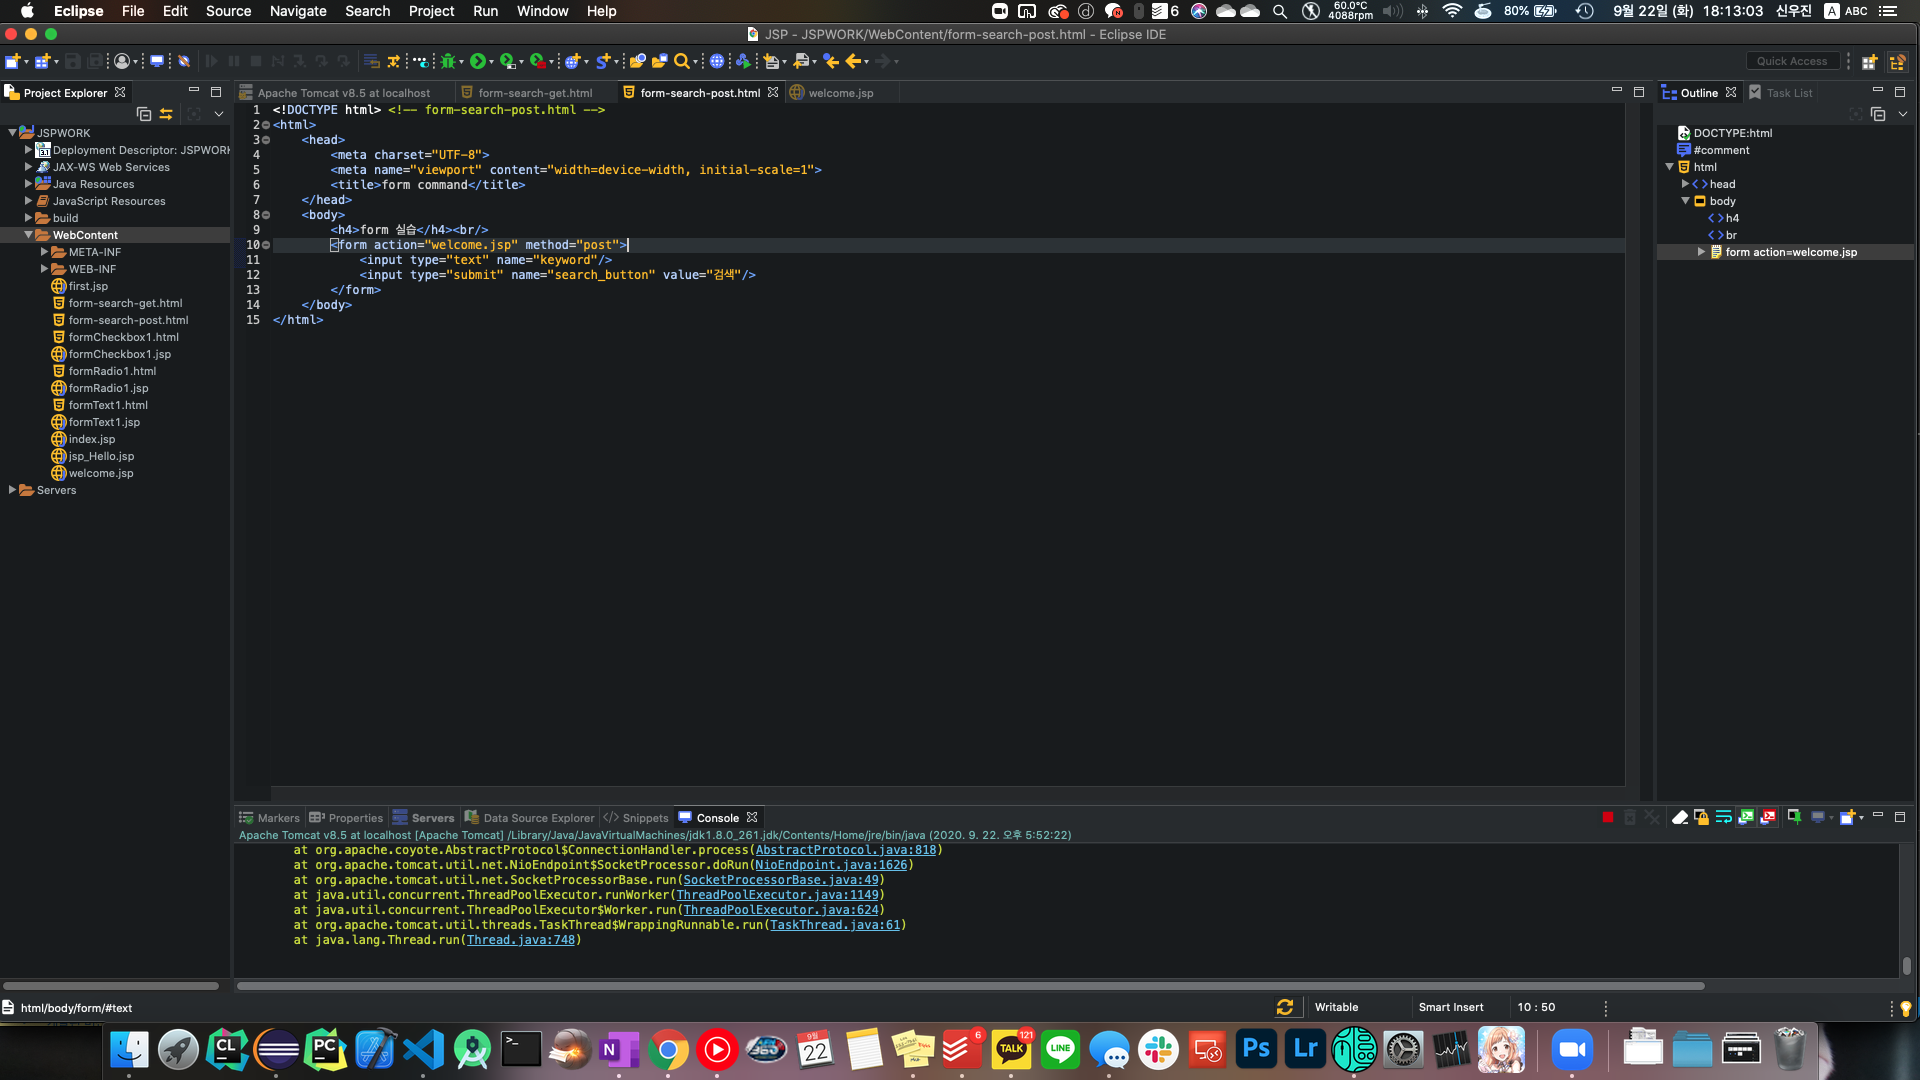 Eclipse File Edit Source Navigate Search Project Run Window Help
6
60.0°C
4088rpm
80%
9월 22일 (화) 18:13:03 신우진 A ABC
JSP - JSPWORK/WebContent/form-search-post.html - Eclipse IDE
Quick Access
Project Explorer
JSPWORK
Deployment Descriptor: JSPWORK
JAX-WS Web Services
Java Resources
JavaScript Resources
build
WebContent
META-INF
WEB-INF
first.jsp
form-search-get.html
form-search-post.html
formCheckbox1.html
formCheckbox1.jsp
formRadio1.html
formRadio1.jsp
formText1.html
formText1.jsp
index.jsp
jsp_Hello.jsp
welcome.jsp
Servers
Apache Tomcat v8.5 at localhost
form-search-get.html
form-search-post.html
welcome.jsp
1 <!DOCTYPE html> <!-- form-search-post.html -->
2 <html>
3 <head>
4 <meta charset="UTF-8">
5 <meta name="viewport" content="width=device-width, initial-scale=1">
6 <title>form command</title>
7 </head>
8 <body>
9 <h4>form 실습</h4><br/>
10 <form action="welcome.jsp" method="post">
11 <input type="text" name="keyword"/>
12 <input type="submit" name="search_button" value="검색"/>
13 </form>
14 </body>
15 </html>
Outline
Task List
DOCTYPE:html
#comment
html
head
body
h4
br
form action=welcome.jsp
Markers
Properties
Servers
Data Source Explorer
Snippets
Console
Apache Tomcat v8.5 at localhost [Apache Tomcat] /Library/Java/JavaVirtualMachines/jdk1.8.0_261.jdk/Contents/Home/jre/bin/java (2020. 9. 22. 오후 5:52:22)
at org.apache.coyote.AbstractProtocol$ConnectionHandler.process(AbstractProtocol.java:818)
at org.apache.tomcat.util.net.NioEndpoint$SocketProcessor.doRun(NioEndpoint.java:1626)
at org.apache.tomcat.util.net.SocketProcessorBase.run(SocketProcessorBase.java:49)
at java.util.concurrent.ThreadPoolExecutor.runWorker(ThreadPoolExecutor.java:1149)
at java.util.concurrent.ThreadPoolExecutor$Worker.run(ThreadPoolExecutor.java:624)
at org.apache.tomcat.util.threads.TaskThread$WrappingRunnable.run(TaskThread.java:61)
at java.lang.Thread.run(Thread.java:748)
html/body/form/#text
Writable
Smart Insert
10 : 50
CL
PC
N
9월
22
6
TALK
121
LINE
Ps
Lr